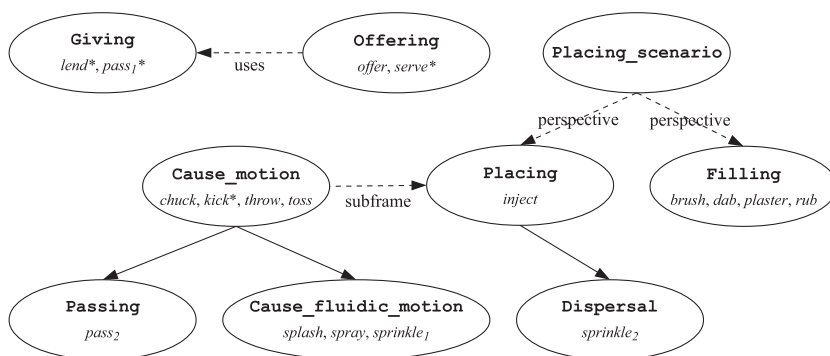 Giving
lend*, pass1*
uses
Offering
offer, serve*
Placing_scenario
perspective
perspective
Cause_motion
chuck, kick*, throw, toss
subframe
Placing
inject
Filling
brush, dab, plaster, rub
Passing
pass2
Cause_fluidic_motion
splash, spray, sprinkle1
Dispersal
sprinkle2